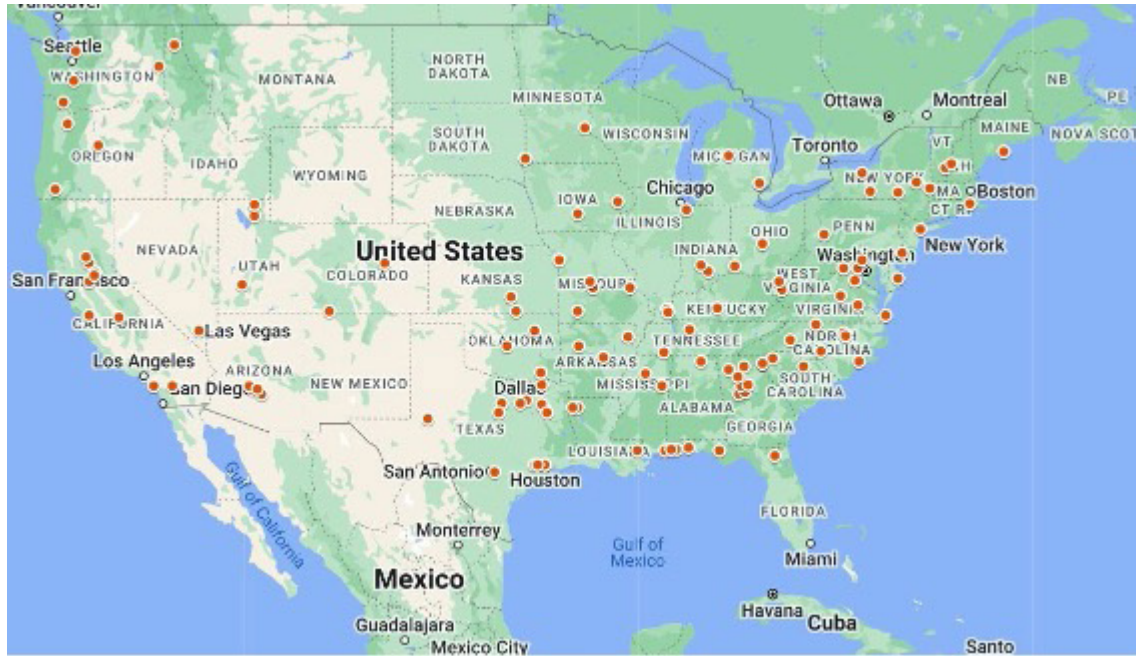 Vancouver
Seattle
WASHINGTON
MONTANA
NORTH
DAKOTA
MINNESOTA
Ottawa
Montreal
NB
PE
MAINE
NOVA SCOT
OREGON
IDAHO
SOUTH
DAKOTA
WISCONSIN
MICHIGAN
Toronto
VT
NH
WYOMING
IOWA
Chicago
NEW YORK
MA
Boston
CT RI
NEBRASKA
ILLINOIS
INDIANA
OHIO
PENN
New York
NEVADA
UTAH
United States
COLORADO
KANSAS
MISSOURI
WEST
VIRGINIA
Washington
San Francisco
CALIFORNIA
Las Vegas
KENTUCKY
VIRGINIA
Los Angeles
ARIZONA
NEW MEXICO
OKLAHOMA
ARKANSAS
TENNESSEE
NORTH
CAROLINA
San Diego
Dallas
MISSISSIPPI
SOUTH
CAROLINA
TEXAS
ALABAMA
GEORGIA
LOUISIANA
San Antonio
Houston
Gulf of California
FLORIDA
Monterrey
Gulf of
Mexico
Miami
Mexico
Havana
Cuba
Guadalajara
Mexico City
Santo